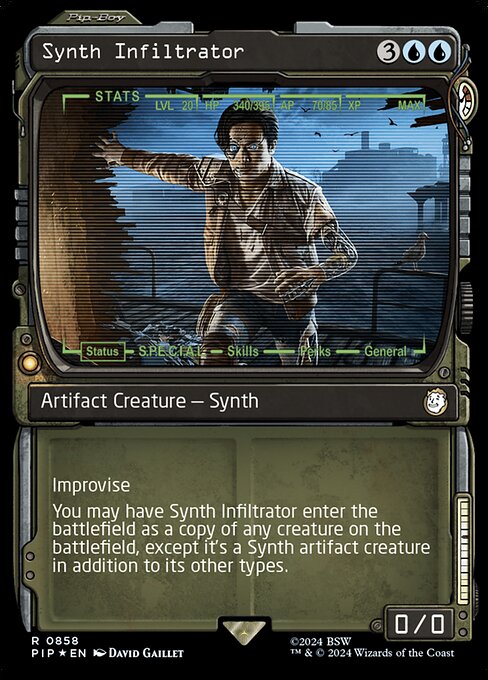 Pip-Boy
Synth Infiltrator 3
STATS
LVL 20 HP 340/395 AP 70/85 XP MAX
Status S.P.E.C.I.A.L Skills Perks General
Artifact Creature — Synth
Improvise
You may have Synth Infiltrator enter the
battlefield as a copy of any creature on the
battlefield, except it's a Synth artifact creature
in addition to its other types.
0/0
R 0858
PIP ★ EN DAVID GAILLET
©2024 BSW
™ & © 2024 Wizards of the Coast